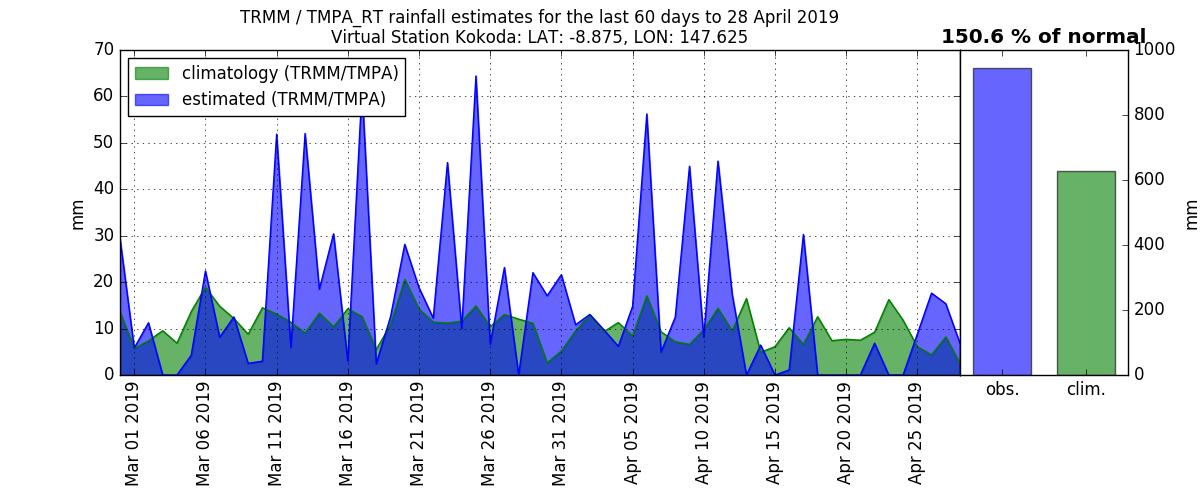 TRMM / TMPA_RT rainfall estimates for the last 60 days to 28 April 2019
Virtual Station Kokoda: LAT: -8.875, LON: 147.625
150.6 % of normal
climatology (TRMM/TMPA)
estimated (TRMM/TMPA)
70
60
50
40
30
20
10
0
mm
Mar 01 2019
Mar 06 2019
Mar 11 2019
Mar 16 2019
Mar 21 2019
Mar 26 2019
Mar 31 2019
Apr 05 2019
Apr 10 2019
Apr 15 2019
Apr 20 2019
Apr 25 2019
obs.
clim.
1000
800
600
400
200
0
mm